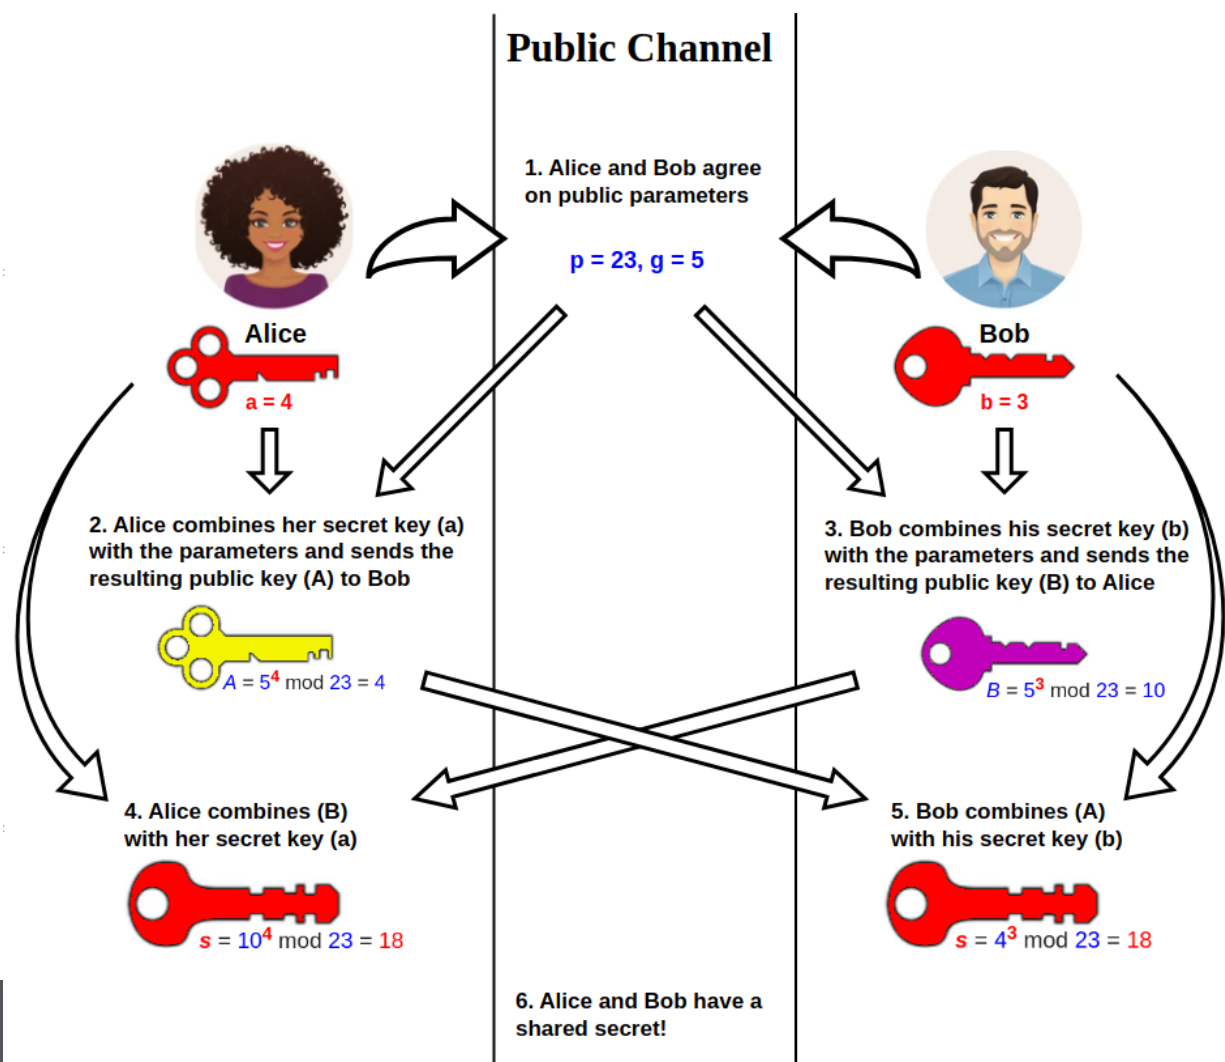 Public Channel
1. Alice and Bob agree
on public parameters
p = 23, g = 5
Alice
a = 4
Bob
b = 3
2. Alice combines her secret key (a)
with the parameters and sends the
resulting public key (A) to Bob
A = 5⁴ mod 23 = 4
3. Bob combines his secret key (b)
with the parameters and sends the
resulting public key (B) to Alice
B = 5³ mod 23 = 10
4. Alice combines (B)
with her secret key (a)
s = 10⁴ mod 23 = 18
5. Bob combines (A)
with his secret key (b)
s = 4³ mod 23 = 18
6. Alice and Bob have a
shared secret!